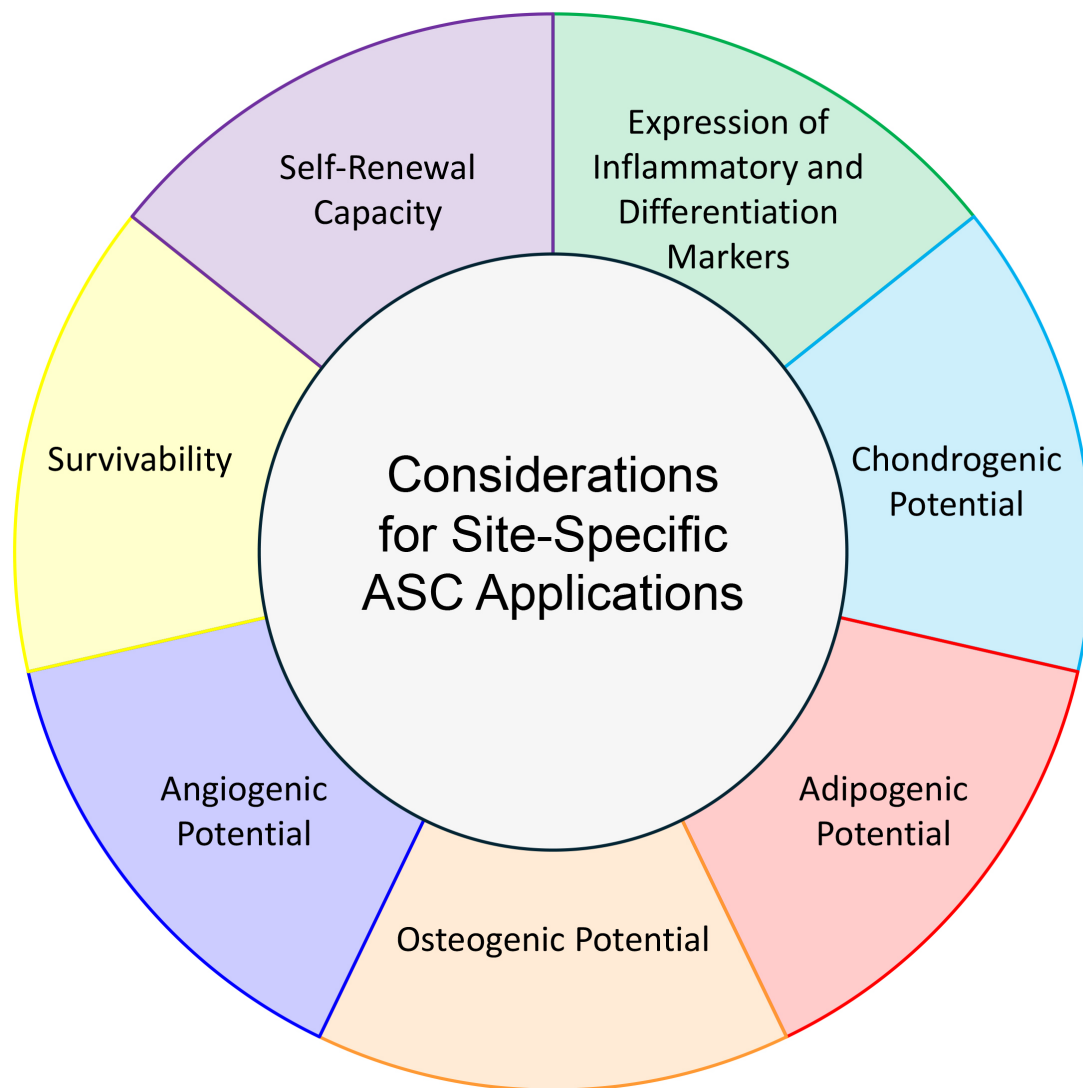 Considerations
for Site-Specific
ASC Applications
Expression of
Inflammatory and
Differentiation
Markers
Chondrogenic
Potential
Adipogenic
Potential
Osteogenic Potential
Angiogenic
Potential
Survivability
Self-Renewal
Capacity